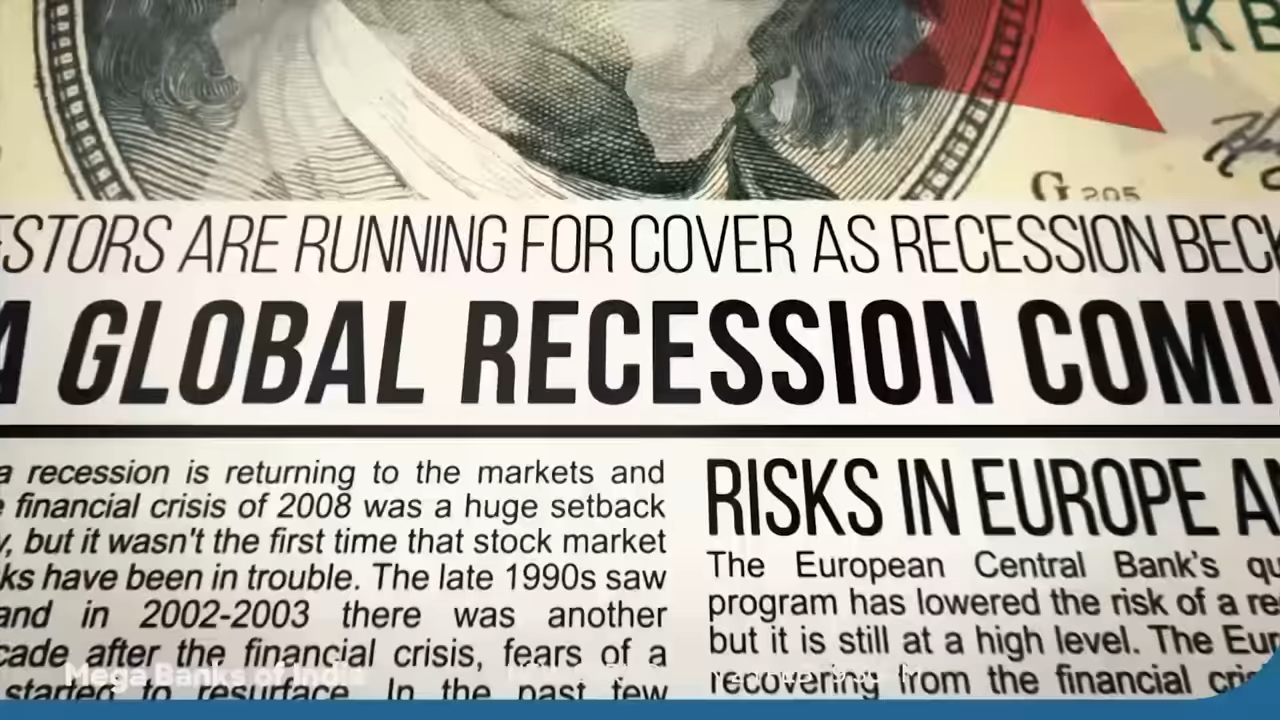 KB
G 205
STORS ARE RUNNING FOR COVER AS RECESSION BECK
A GLOBAL RECESSION COMI
a recession is returning to the markets and
financial crisis of 2008 was a huge setback
but it wasn't the first time that stock market
ks have been in trouble. The late 1990s saw
and in 2002-2003 there was another
cade after the financial crisis, fears of a
started to resurface. In the past few
RISKS IN EUROPE A
The European Central Bank's qu
program has lowered the risk of a re
but it is still at a high level. The Eur
recovering from the financial cris
Mega Banks of India